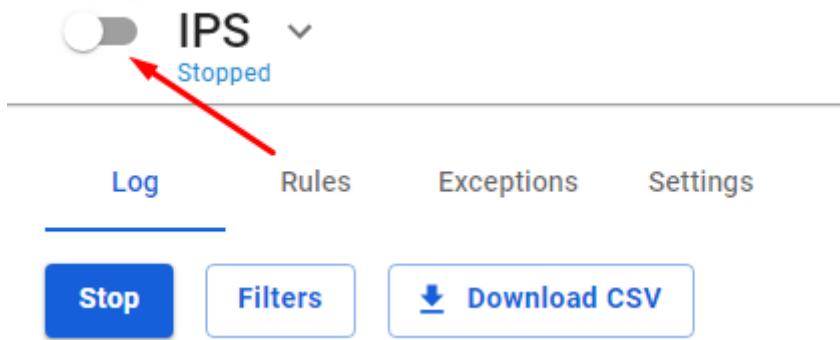 IPS
Stopped
Log Rules Exceptions Settings
Stop Filters Download CSV